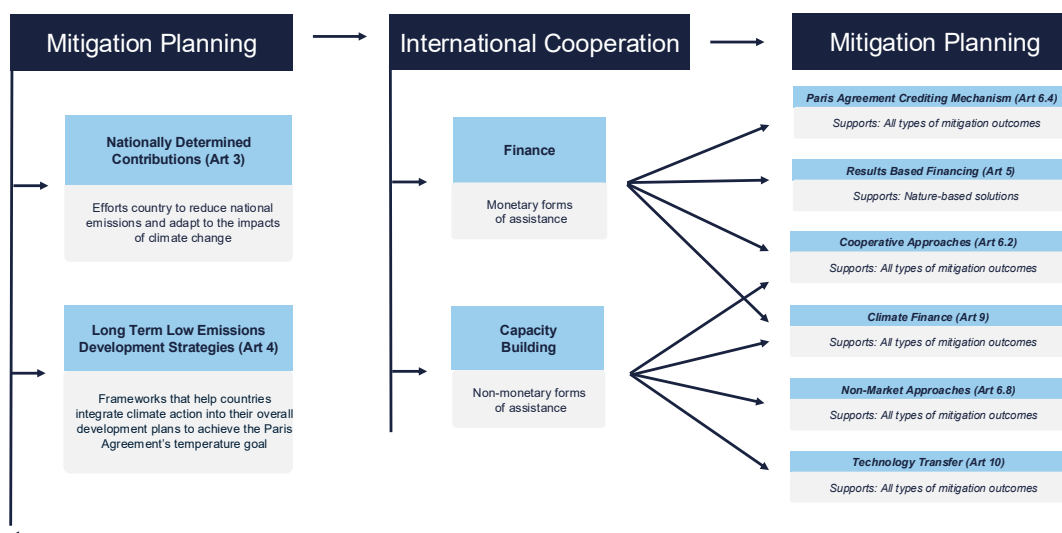 Mitigation Planning
International Cooperation
Mitigation Planning
Nationally Determined
Contributions (Art 3)
Efforts country to reduce national
emissions and adapt to the impacts
of climate change
Long Term Low Emissions
Development Strategies (Art 4)
Frameworks that help countries
integrate climate action into their overall
development plans to achieve the Paris
Agreement's temperature goal
Finance
Monetary forms
of assistance
Capacity
Building
Non-monetary forms
of assistance
Paris Agreement Crediting Mechanism (Art 6.4)
Supports: All types of mitigation outcomes
Results Based Financing (Art 5)
Supports: Nature-based solutions
Cooperative Approaches (Art 6.2)
Supports: All types of mitigation outcomes
Climate Finance (Art 9)
Supports: All types of mitigation outcomes
Non-Market Approaches (Art 6.8)
Supports: All types of mitigation outcomes
Technology Transfer (Art 10)
Supports: All types of mitigation outcomes